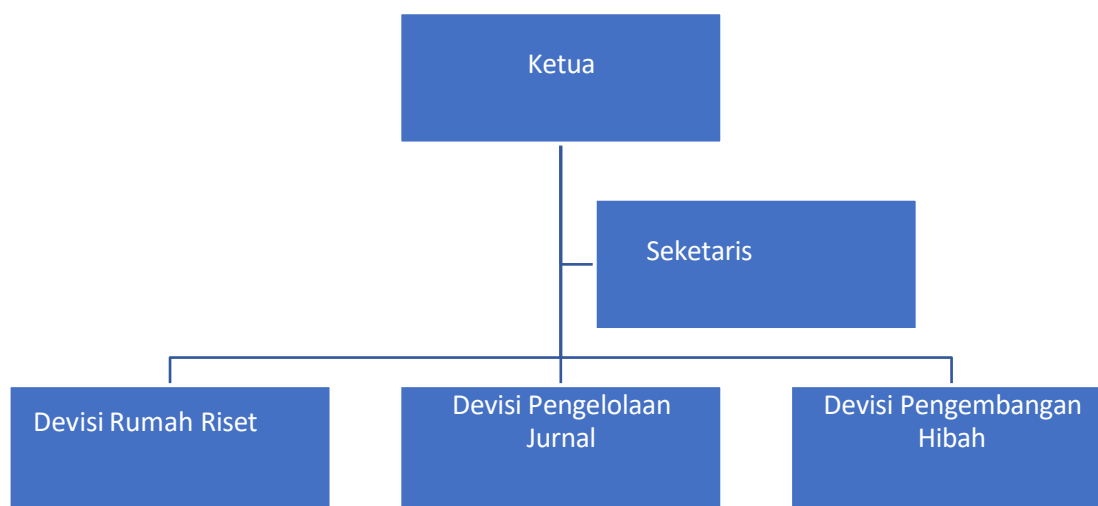 Ketua
Seketaris
Devisi Rumah Riset
Devisi Pengelolaan
Jurnal
Devisi Pengembangan
Hibah